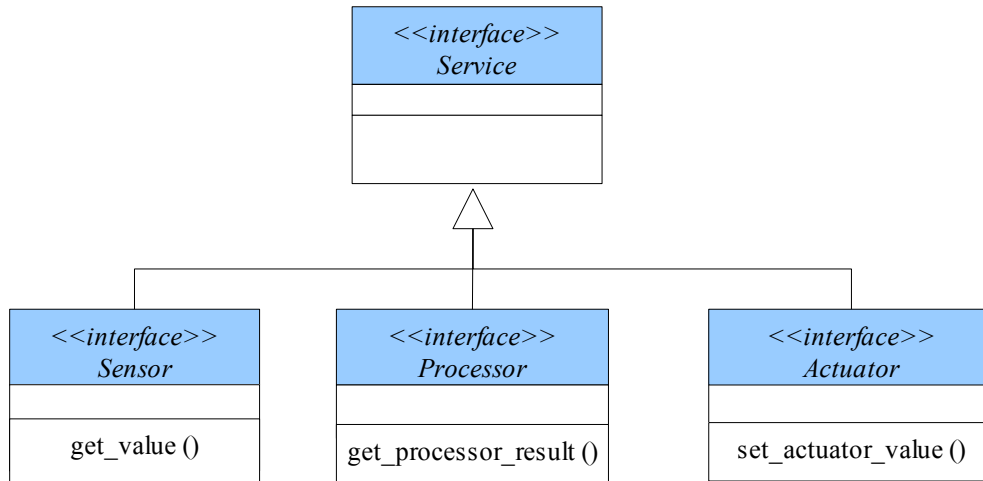 <<interface>>
Service
<<interface>>
Sensor
get_value ()
<<interface>>
Processor
get_processor_result ()
<<interface>>
Actuator
set_actuator_value ()